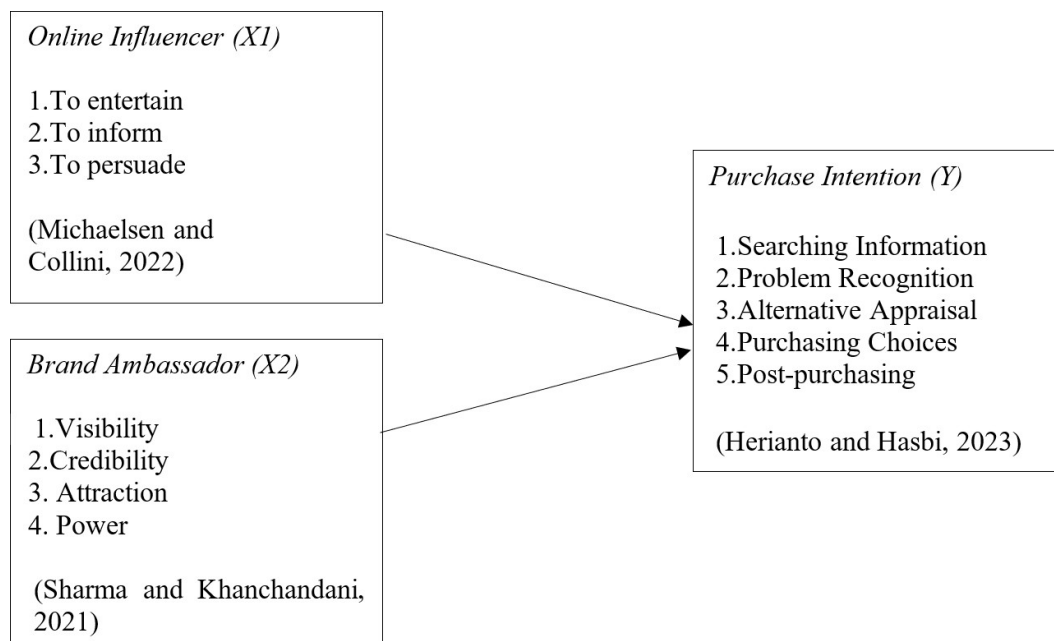 Online Influencer (X1)
1.To entertain
2.To inform
3.To persuade
(Michaelsen and
Collini, 2022)
Brand Ambassador (X2)
1.Visibility
2.Credibility
3. Attraction
4. Power
(Sharma and Khanchandani,
2021)
Purchase Intention (Y)
1.Searching Information
2.Problem Recognition
3.Alternative Appraisal
4.Purchasing Choices
5.Post-purchasing
(Herianto and Hasbi, 2023)